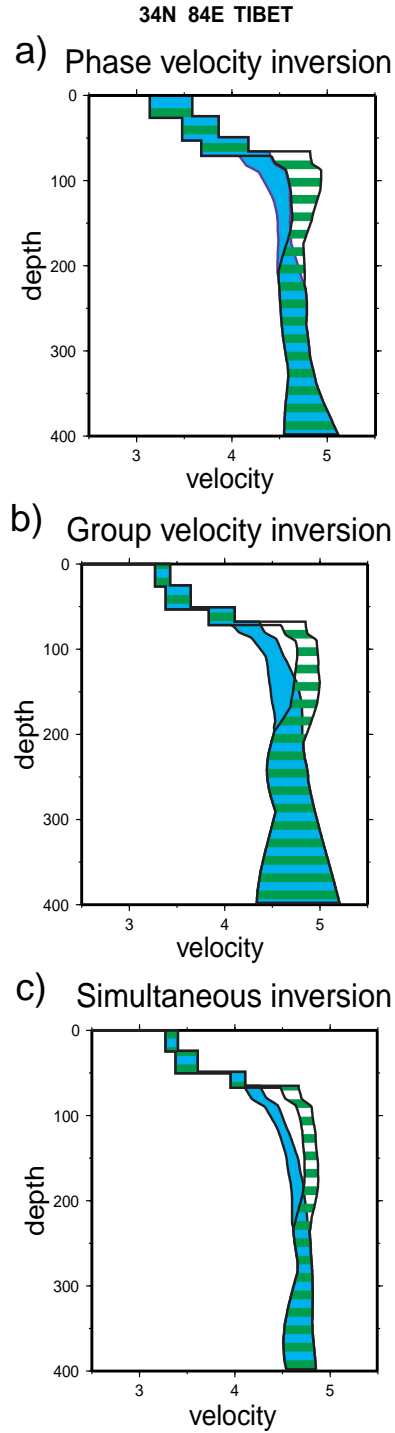 34N 84E TIBET
a) Phase velocity inversion
0
100
200
300
400
depth
3 4 5
velocity
b) Group velocity inversion
0
100
200
300
400
depth
3 4 5
velocity
c) Simultaneous inversion
0
100
200
300
400
depth
3 4 5
velocity